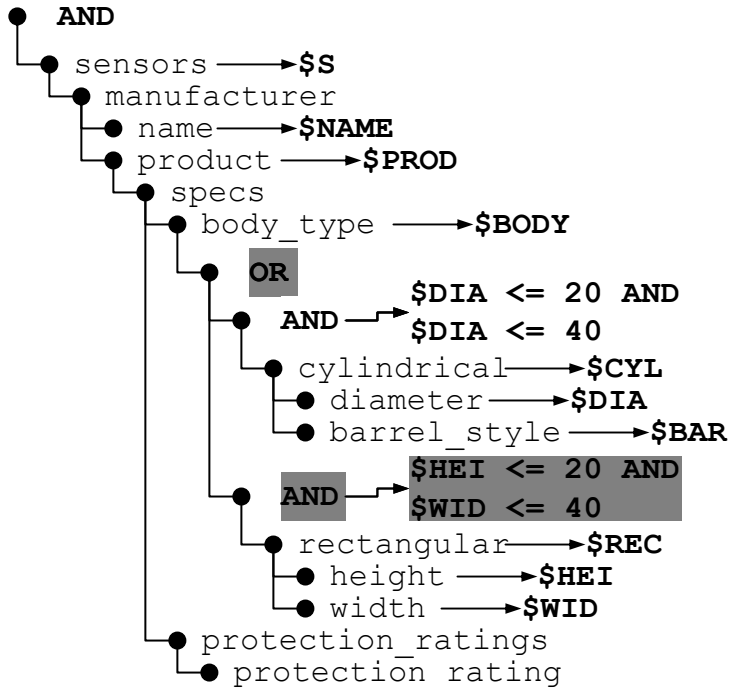 AND
sensors $S
manufacturer
name $NAME
product $PROD
specs
body_type $BODY
OR
$DIA <= 20 AND
AND
$DIA <= 40
cylindrical $CYL
diameter $DIA
barrel_style $BAR
$HEI <= 20 AND
AND
$WID <= 40
rectangular $REC
height $HEI
width $WID
protection_ratings
protection rating